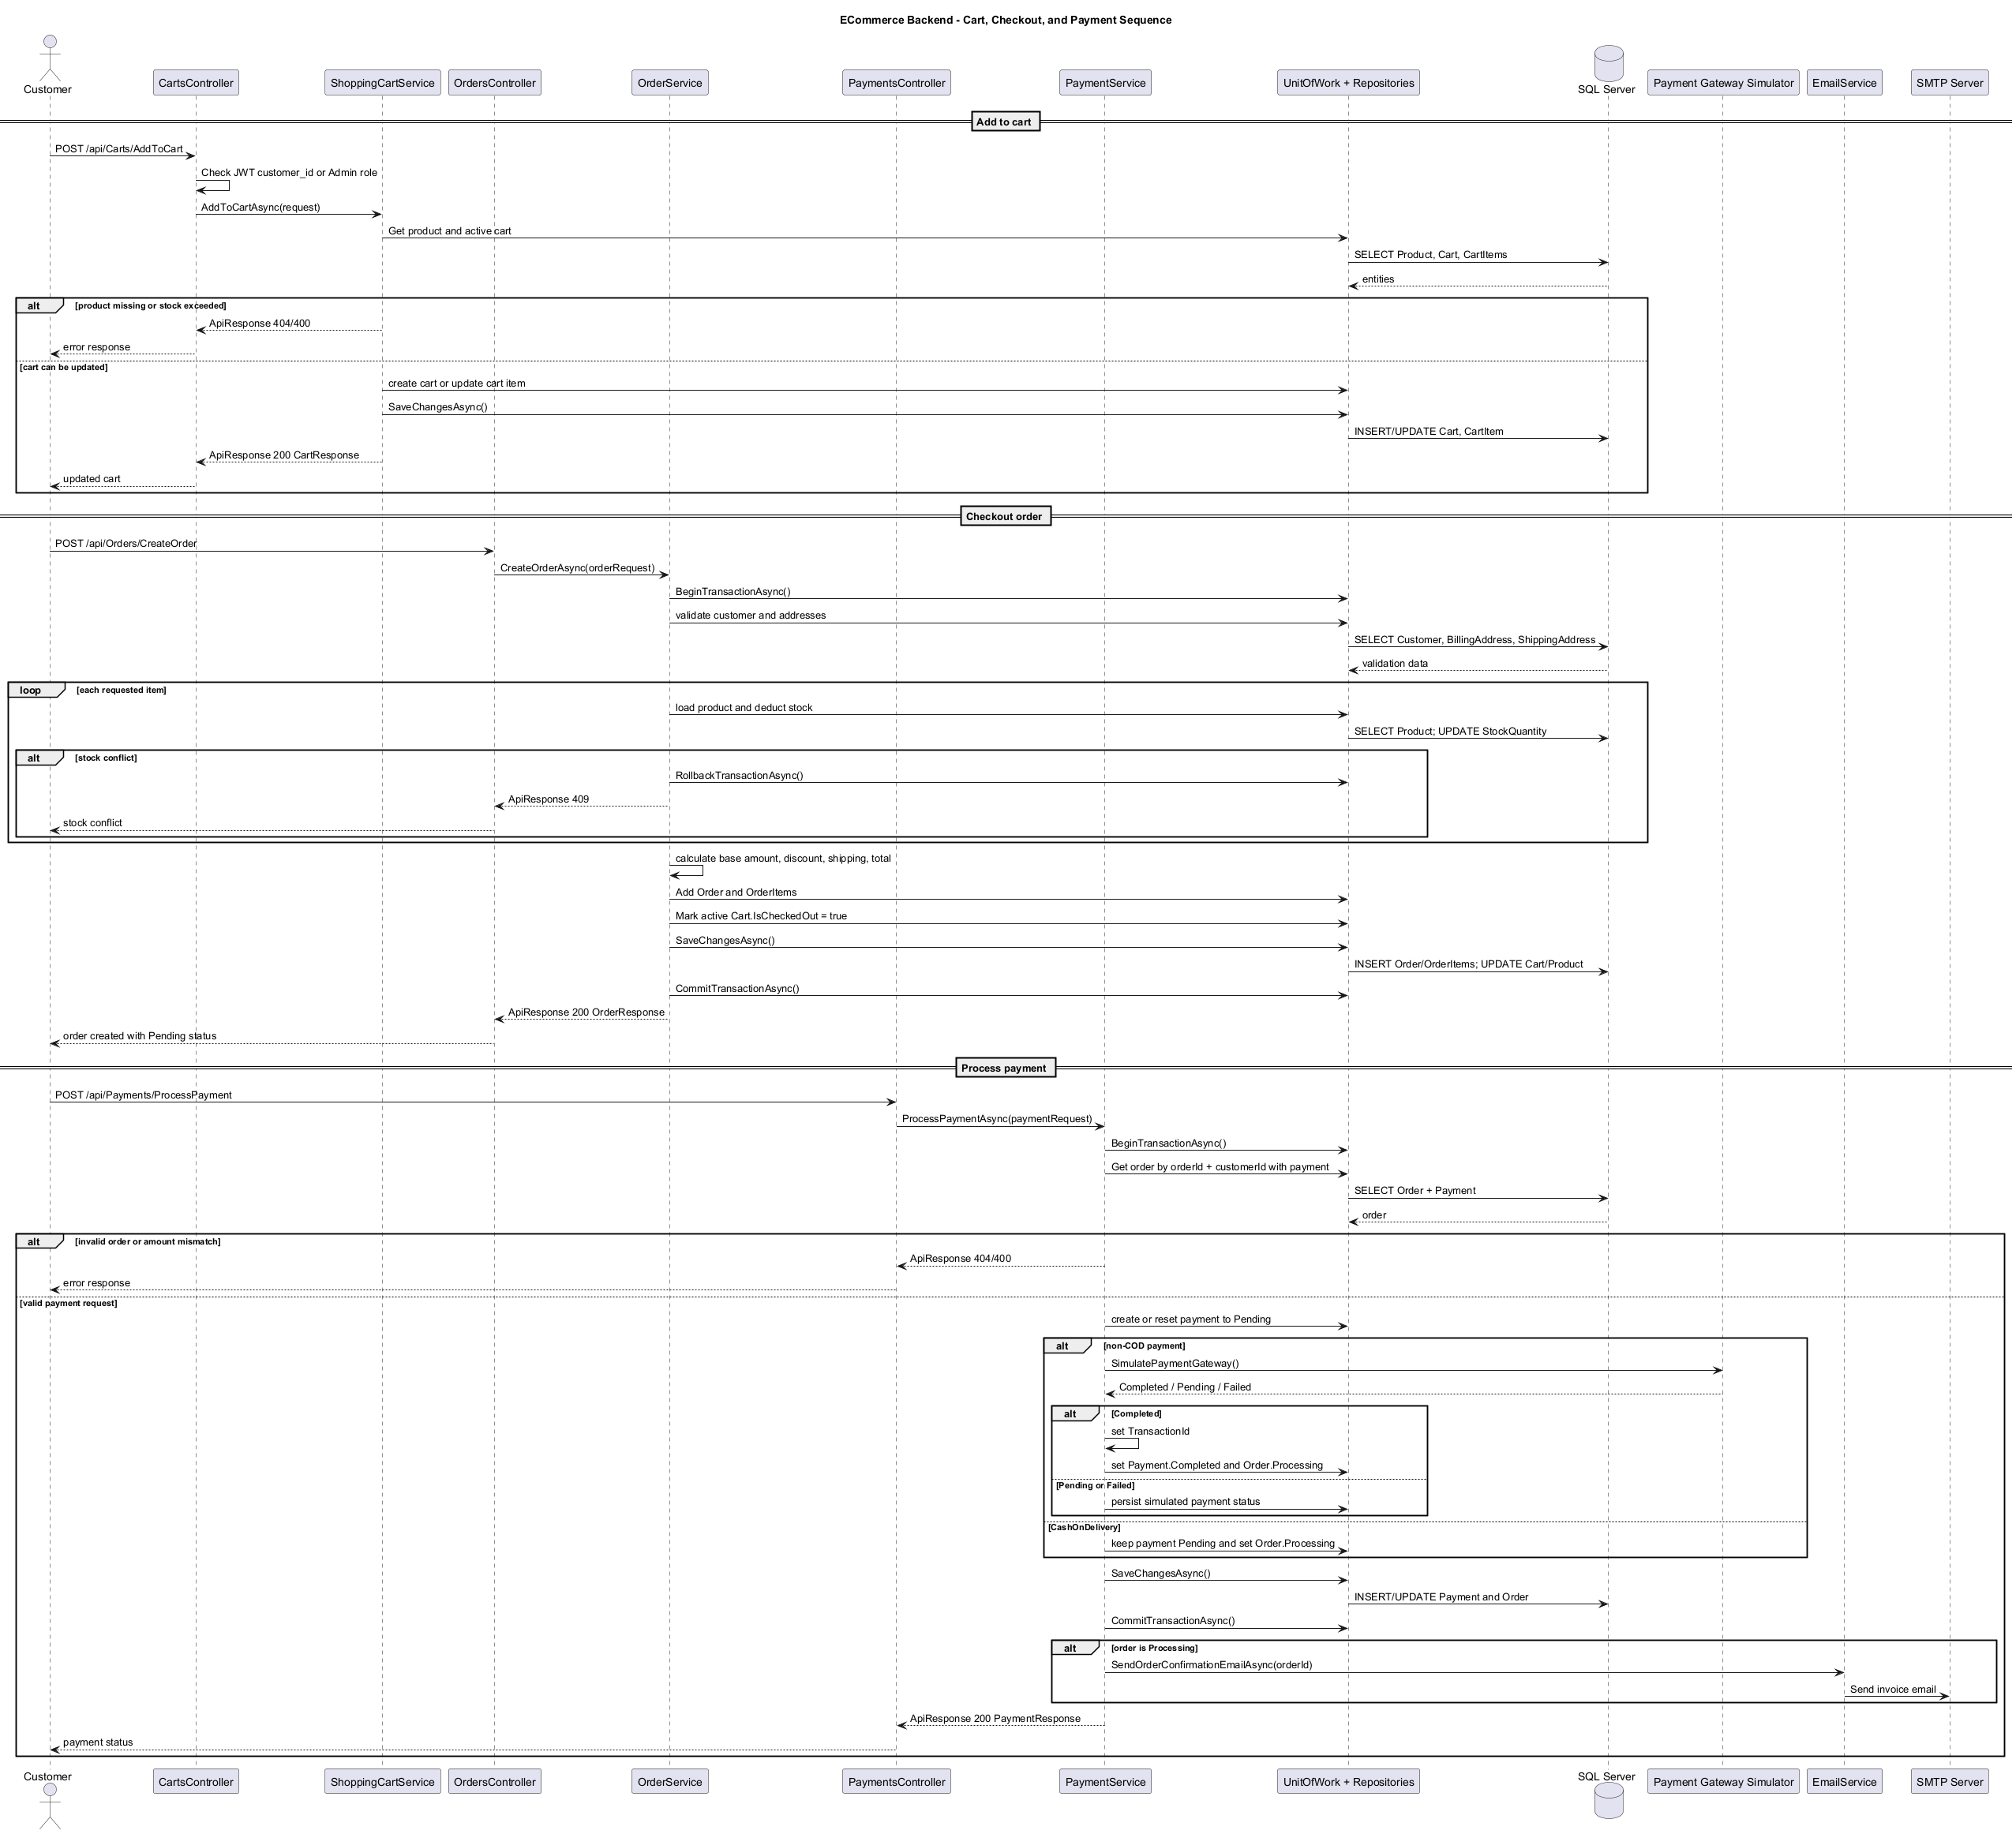 ECommerce Backend - Cart, Checkout, and Payment Sequence
Customer
CartsController
ShoppingCartService
OrdersController
OrderService
PaymentsController
PaymentService
UnitOfWork + Repositories
SQL Server
Payment Gateway Simulator
EmailService
SMTP Server
Add to cart
POST /api/Carts/AddToCart
Check JWT customer_id or Admin role
AddToCartAsync(request)
Get product and active cart
SELECT Product, Cart, CartItems
entities
alt [product missing or stock exceeded]
ApiResponse 404/400
error response
[cart can be updated]
create cart or update cart item
SaveChangesAsync()
INSERT/UPDATE Cart, CartItem
ApiResponse 200 CartResponse
updated cart
Checkout order
POST /api/Orders/CreateOrder
CreateOrderAsync(orderRequest)
BeginTransactionAsync()
validate customer and addresses
SELECT Customer, BillingAddress, ShippingAddress
validation data
loop [each requested item]
load product and deduct stock
SELECT Product; UPDATE StockQuantity
alt [stock conflict]
RollbackTransactionAsync()
ApiResponse 409
stock conflict
calculate base amount, discount, shipping, total
Add Order and OrderItems
Mark active Cart.IsCheckedOut = true
SaveChangesAsync()
INSERT Order/OrderItems; UPDATE Cart/Product
CommitTransactionAsync()
ApiResponse 200 OrderResponse
order created with Pending status
Process payment
POST /api/Payments/ProcessPayment
ProcessPaymentAsync(paymentRequest)
BeginTransactionAsync()
Get order by orderId + customerId with payment
SELECT Order + Payment
order
alt [invalid order or amount mismatch]
ApiResponse 404/400
error response
[valid payment request]
create or reset payment to Pending
alt [non-COD payment]
SimulatePaymentGateway()
Completed / Pending / Failed
alt [Completed]
set TransactionId
set Payment.Completed and Order.Processing
[Pending or Failed]
persist simulated payment status
[CashOnDelivery]
keep payment Pending and set Order.Processing
SaveChangesAsync()
INSERT/UPDATE Payment and Order
CommitTransactionAsync()
alt [order is Processing]
SendOrderConfirmationEmailAsync(orderId)
Send invoice email
ApiResponse 200 PaymentResponse
payment status
Customer
CartsController
ShoppingCartService
OrdersController
OrderService
PaymentsController
PaymentService
UnitOfWork + Repositories
SQL Server
Payment Gateway Simulator
EmailService
SMTP Server